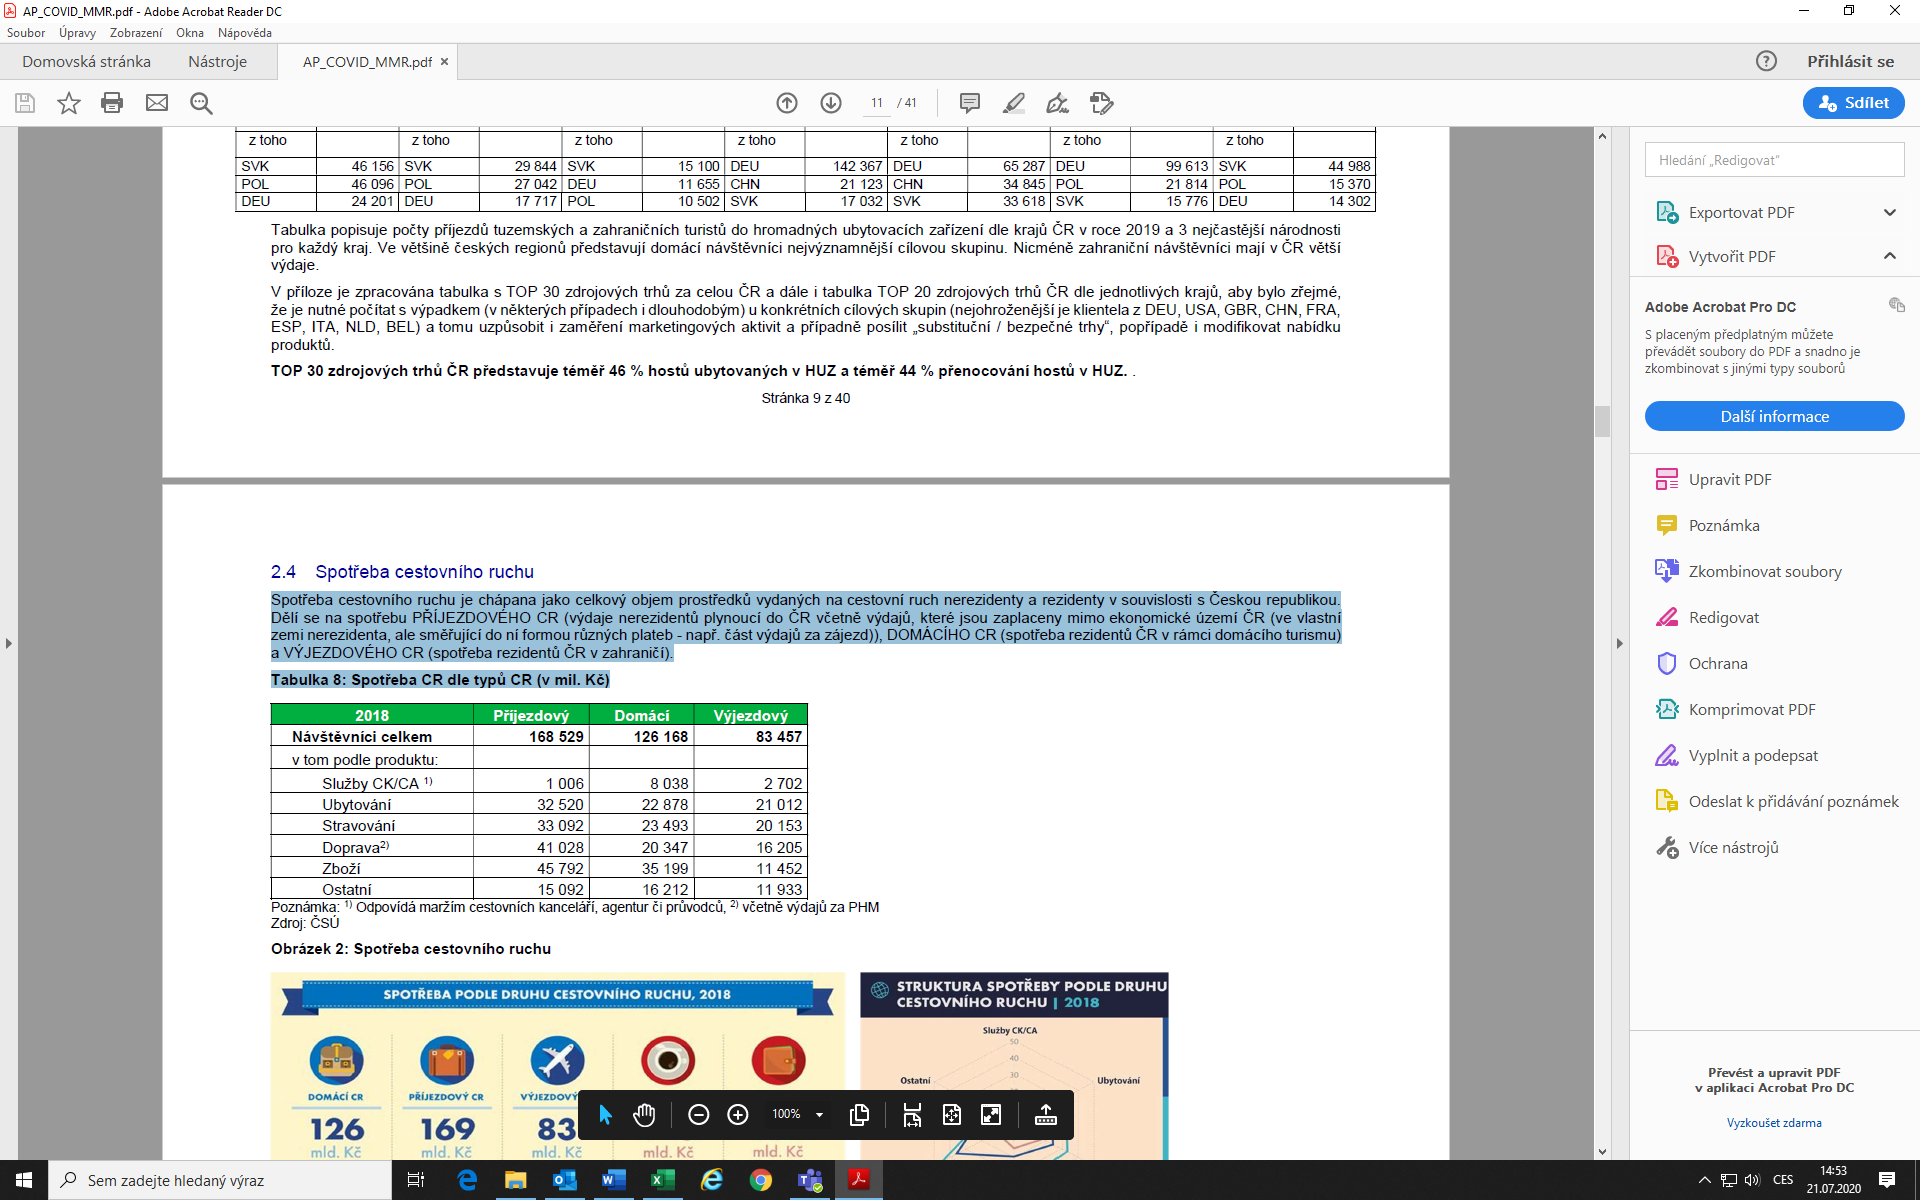 AP_COVID_MMR.pdf - Adobe Acrobat Reader DC
Soubor Úpravy Zobrazení Okna Nápověda
Domovská stránka Nástroje AP_COVID_MMR.pdf × Přihlásit se
11 / 41 Sdílet
z toho z toho z toho z toho z toho z toho z toho
SVK 46 156 SVK 29 844 SVK 15 100 DEU 142 367 DEU 65 287 DEU 99 613 SVK 44 988
POL 46 096 POL 27 042 DEU 11 655 CHN 21 123 CHN 34 845 POL 21 814 POL 15 370
DEU 24 201 DEU 17 717 POL 10 502 SVK 17 032 SVK 33 618 SVK 15 776 DEU 14 302
Tabulka popisuje počty příjezdů tuzemských a zahraničních turistů do hromadných ubytovacích zařízení dle krajů ČR v roce 2019 a 3 nejčastější národnosti
pro každý kraj. Ve většině českých regionů představují domácí návštěvníci nejvýznamnější cílovou skupinu. Nicméně zahraniční návštěvníci mají v ČR větší
výdaje.
V příloze je zpracována tabulka s TOP 30 zdrojových trhů za celou ČR a dále i tabulka TOP 20 zdrojových trhů ČR dle jednotlivých krajů, aby bylo zřejmé,
že je nutné počítat s výpadkem (v některých případech i dlouhodobým) u konkrétních cílových skupin (nejohroženější je klientela z DEU, USA, GBR, CHN, FRA,
ESP, ITA, NLD, BEL) a tomu uzpůsobit i zaměření marketingových aktivit a případně posílit „substituční / bezpečné trhy“, popřípadě i modifikovat nabídku
produktů.
TOP 30 zdrojových trhů ČR představuje téměř 46 % hostů ubytovaných v HUZ a téměř 44 % přenocování hostů v HUZ. .
Stránka 9 z 40
2.4 Spotřeba cestovního ruchu
Spotřeba cestovního ruchu je chápana jako celkový objem prostředků vydaných na cestovní ruch nerezidenty a rezidenty v souvislosti s Českou republikou.
Dělí se na spotřebu PŘÍJEZDOVÉHO CR (výdaje nerezidentů plynoucí do ČR včetně výdajů, které jsou zaplaceny mimo ekonomické území ČR (ve vlastní
zemi nerezidenta, ale směřující do ní formou různých plateb - např. část výdajů za zájezd)), DOMÁCÍHO CR (spotřeba rezidentů ČR v rámci domácího turismu)
a VÝJEZDOVÉHO CR (spotřeba rezidentů ČR v zahraničí).
Tabulka 8: Spotřeba CR dle typů CR (v mil. Kč)
2018 Příjezdový Domácí Výjezdový
Návštěvníci celkem 168 529 126 168 83 457
v tom podle produktu:
Služby CK/CA 1) 1 006 8 038 2 702
Ubytování 32 520 22 878 21 012
Stravování 33 092 23 493 20 153
Doprava2) 41 028 20 347 16 205
Zboží 45 792 35 199 11 452
Ostatní 15 092 16 212 11 933
Poznámka: 1) Odpovídá maržím cestovních kanceláří, agentur či průvodců, 2) včetně výdajů za PHM
Zdroj: ČSÚ
Obrázek 2: Spotřeba cestovního ruchu
SPOTŘEBA PODLE DRUHU CESTOVNÍHO RUCHU, 2018
DOMÁCÍ CR PŘÍJEZDOVÝ CR VÝJEZDOV
126 169 83
mld. Kč mld. Kč mld. Kč mld. Kč mld. Kč
STRUKTURA SPOTŘEBY PODLE DRUHU
CESTOVNÍHO RUCHU | 2018
Služby CK/CA
50
40
30
Ostatní Ubytování
100%
Hledání „Redigovat“
Exportovat PDF
Vytvořit PDF
Adobe Acrobat Pro DC
S placeným předplatným můžete
převádět soubory do PDF a snadno je
zkombinovat s jinými typy souborů
Další informace
Upravit PDF
Poznámka
Zkombinovat soubory
Redigovat
Ochrana
Komprimovat PDF
Vyplnit a podepsat
Odeslat k přidávání poznámek
Více nástrojů
Převést a upravit PDF
v aplikaci Acrobat Pro DC
Vyzkoušet zdarma
Sem zadejte hledaný výraz
CES
14:53
21.07.2020